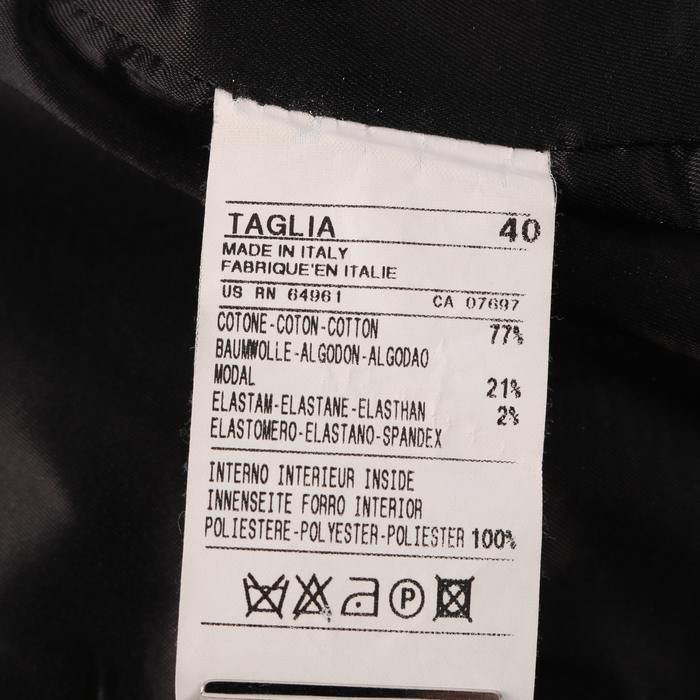 TAGLIA 40
MADE IN ITALY
FABRIQUE'EN ITALIE
US RN 64961 CA 07697
COTONE-COTON-COTTON 77%
BAUMWOLLE-ALGODON-ALGODAO
MODAL 21%
ELASTAM-ELASTANE-ELASTHAN 2%
ELASTOMERO-ELASTANO-SPANDEX
INTERNO INTERIEUR INSIDE
INNENSEITE FORRO INTERIOR
POLIESTERE-POLYESTER-POLIESTER 100%
P